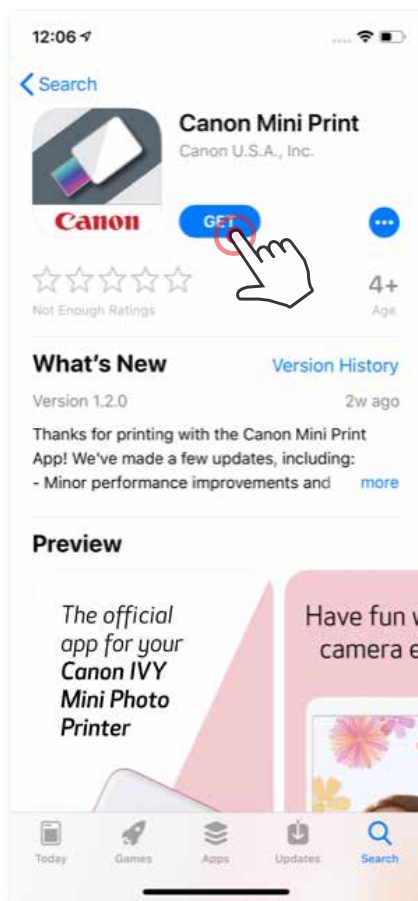 12:06
Search
Canon Mini Print
Canon U.S.A., Inc.
Canon
GET
4+
Not Enough Ratings
Age
What's New
Version History
Version 1.2.0
2w ago
Thanks for printing with the Canon Mini Print
App! We've made a few updates, including:
- Minor performance improvements and more
Preview
The official
app for your
Canon IVY
Mini Photo
Printer
Have fun
camera e
Today
Games
Apps
Updates
Search